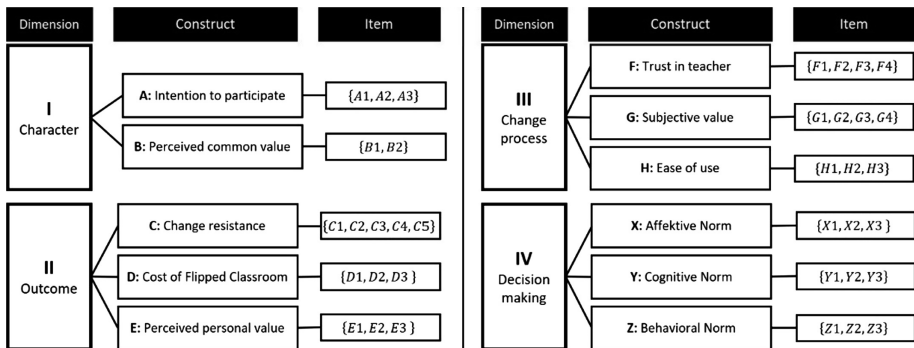 Dimension Construct Item
I
Character
A: Intention to participate {A1, A2, A3}
B: Perceived common value {B1, B2}
II
Outcome
C: Change resistance {C1, C2, C3, C4, C5}
D: Cost of Flipped Classroom {D1, D2, D3 }
E: Perceived personal value {E1, E2, E3 }
Dimension Construct Item
III
Change
process
F: Trust in teacher {F1, F2, F3, F4}
G: Subjective value {G1, G2, G3, G4}
H: Ease of use {H1, H2, H3}
IV
Decision
making
X: Affektive Norm {X1, X2, X3 }
Y: Cognitive Norm {Y1, Y2, Y3}
Z: Behavioral Norm {Z1, Z2, Z3}